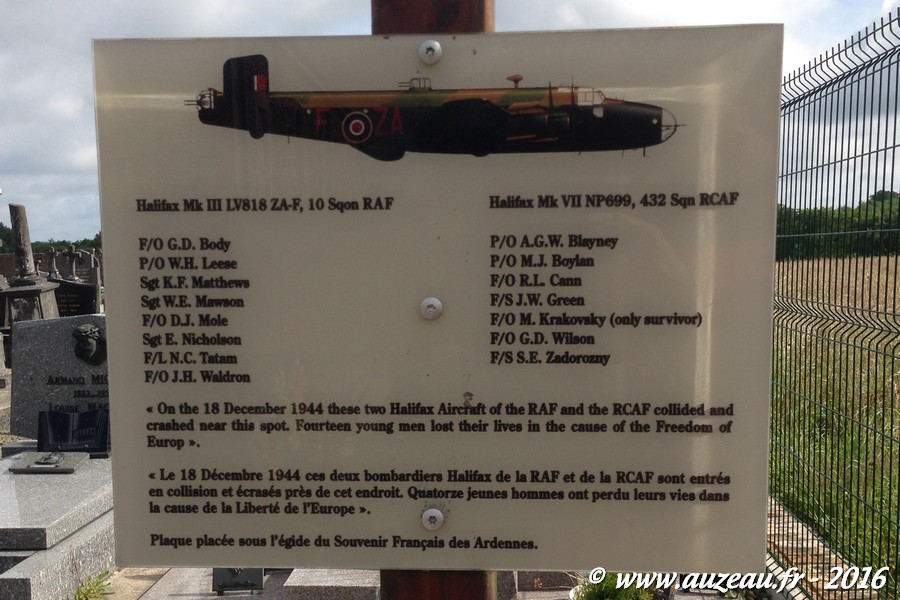 F ZA
Halifax Mk III LV818 ZA-F, 10 Sqon RAF
F/O G.D. Body
P/O W.H. Leese
Sgt K.F. Matthews
Sgt W.E. Mawson
F/O D.J. Mole
Sgt E. Nicholson
F/L N.C. Tatam
F/O J.H. Waldron
Halifax Mk VII NP699, 432 Sqn RCAF
P/O A.G.W. Blayney
P/O M.J. Boylan
F/O R.L. Cann
F/S J.W. Green
F/O M. Krakovsky (only survivor)
F/O G.D. Wilson
F/S S.E. Zadorozny
« On the 18 December 1944 these two Halifax Aircraft of the RAF and the RCAF collided and
crashed near this spot. Fourteen young men lost their lives in the cause of the Freedom of
Europ ».
« Le 18 Décembre 1944 ces deux bombardiers Halifax de la RAF et de la RCAF sont entrés
en collision et écrasés près de cet endroit. Quatorze jeunes hommes ont perdu leurs vies dans
la cause de la Liberté de l'Europe ».
Plaque placée sous l'égide du Souvenir Français des Ardennes.
Armand
Louise
© www.auzeau.fr - 2016